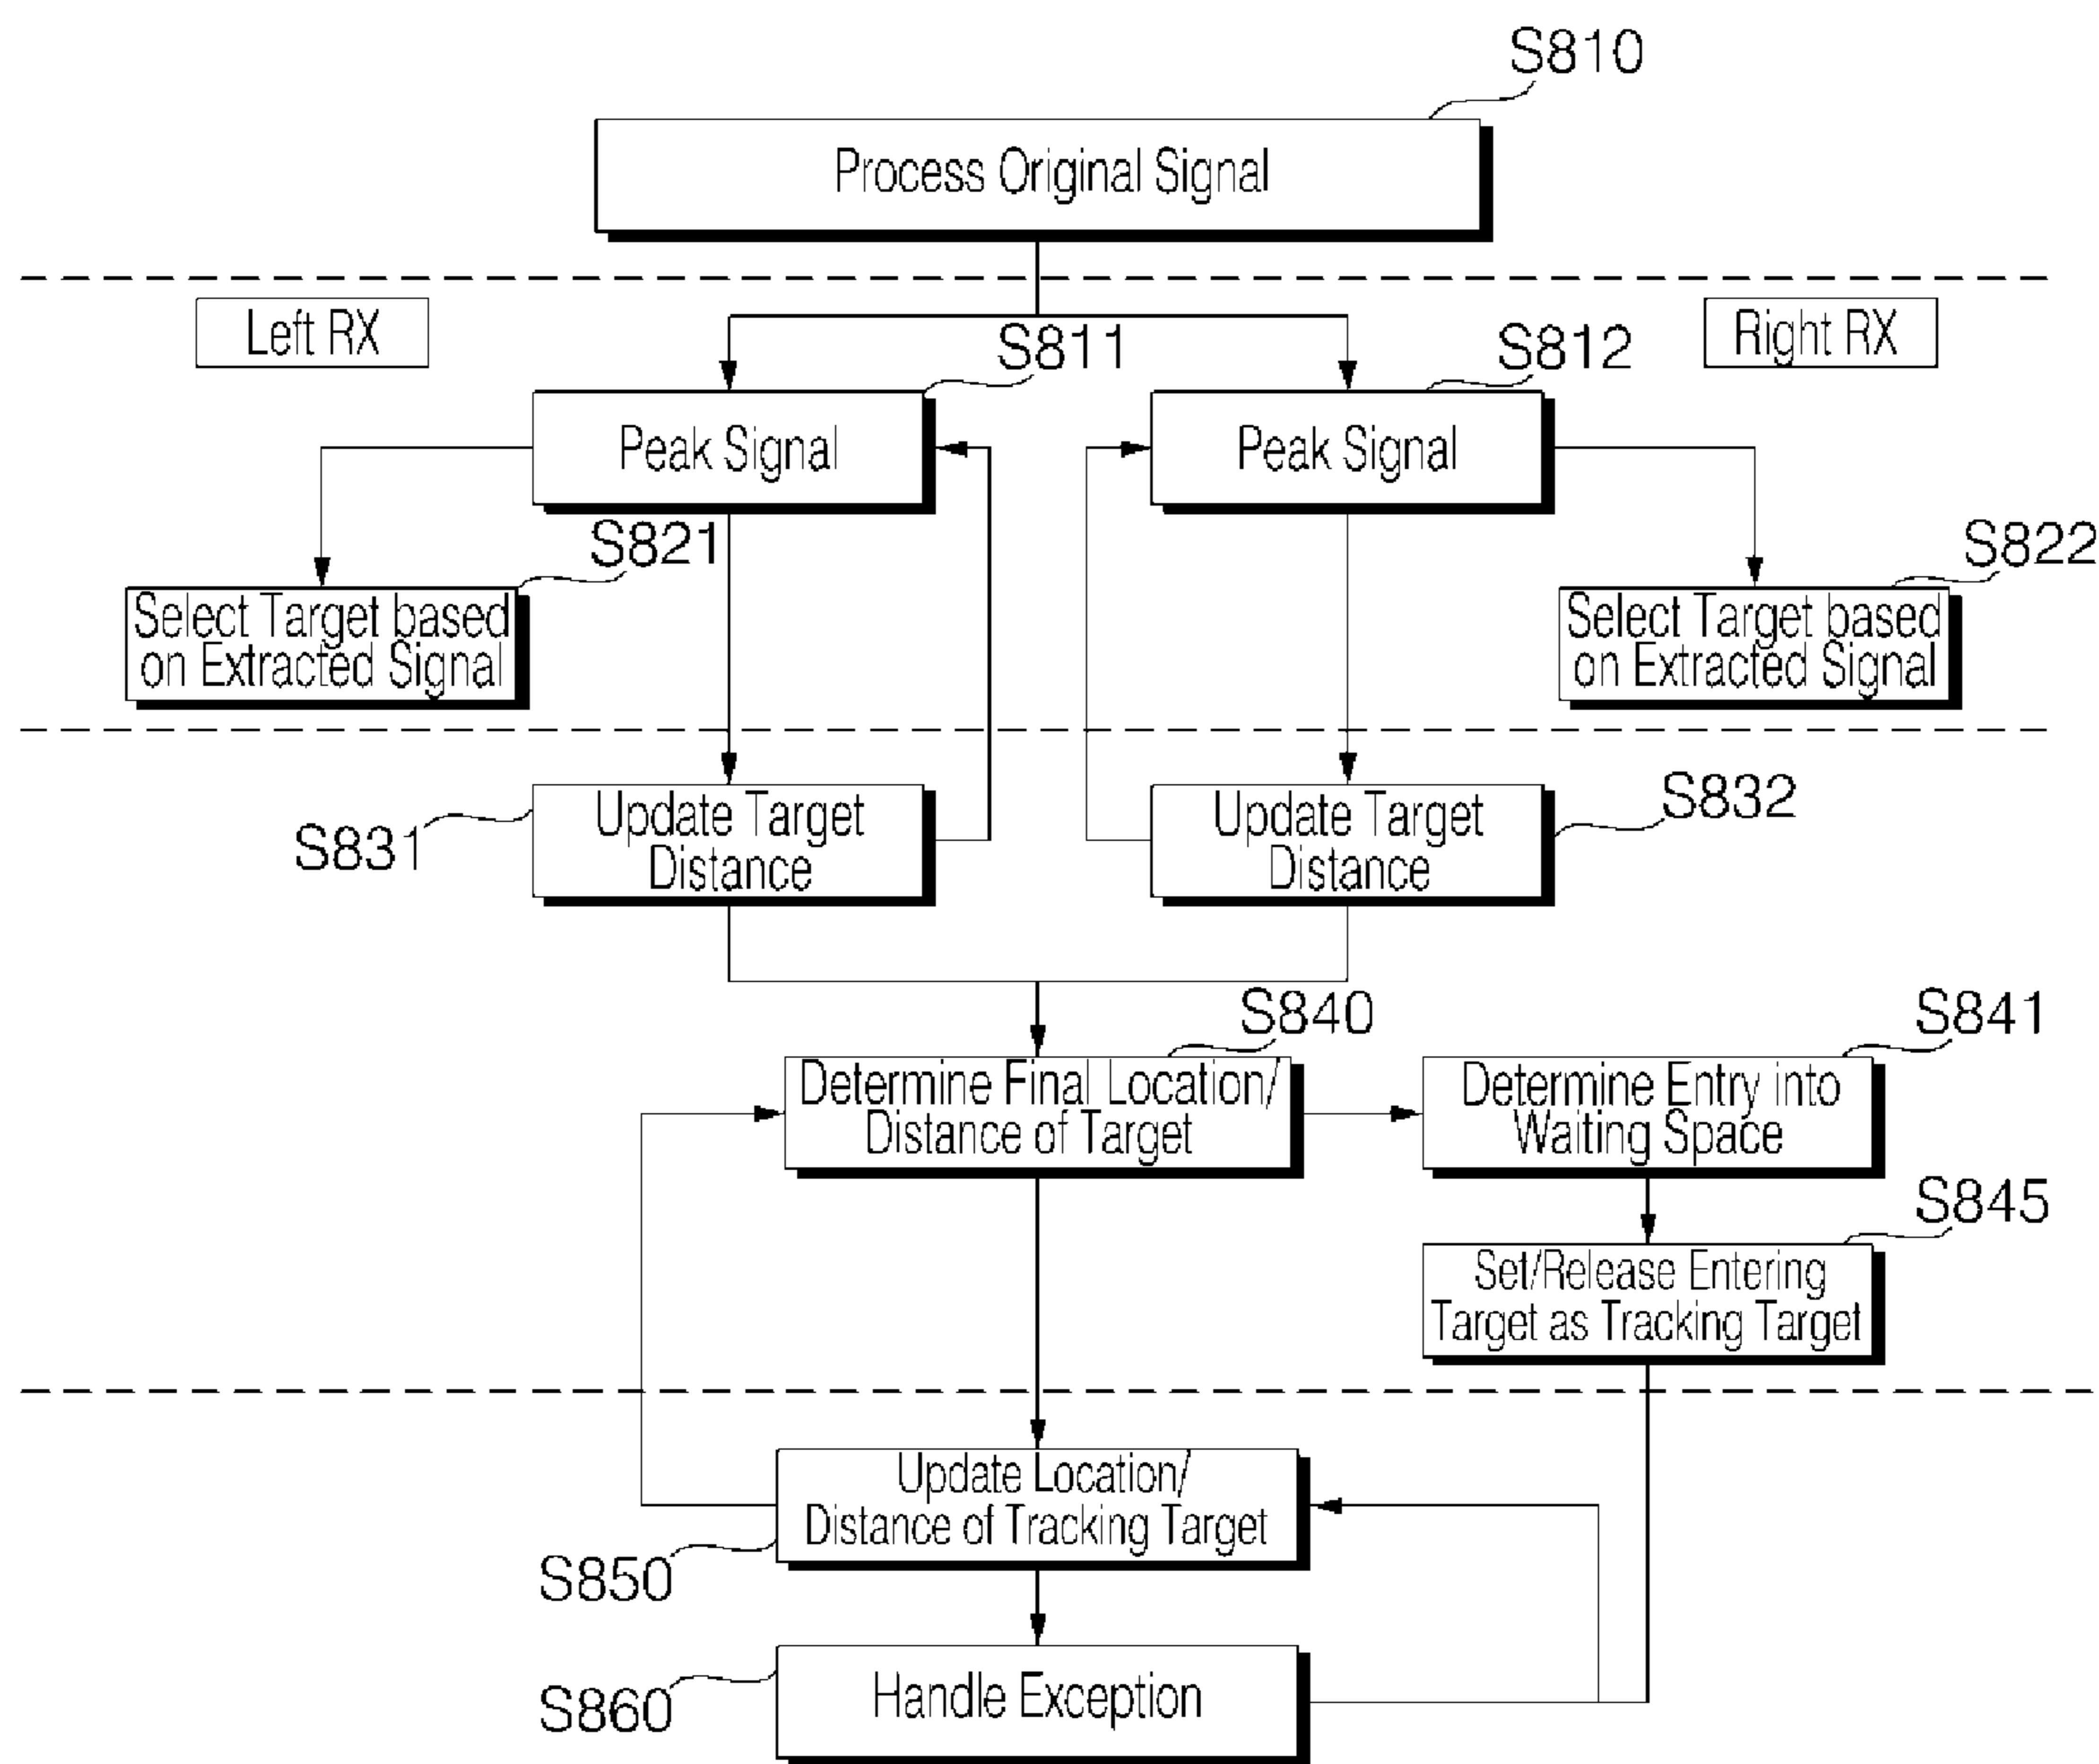 S810
Process Original Signal
Left RX
S811
S812
Right RX
Peak Signal
Peak Signal
S821
S822
Select Target based
on Extracted Signal
Select Target based
on Extracted Signal
S831
Update Target
Distance
Update Target
Distance
S832
S840
S841
Determine Final Location/
Distance of Target
Determine Entry into
Waiting Space
S845
Set/Release Entering
Target as Tracking Target
Update Location/
Distance of Tracking Target
S850
Handle Exception
S860